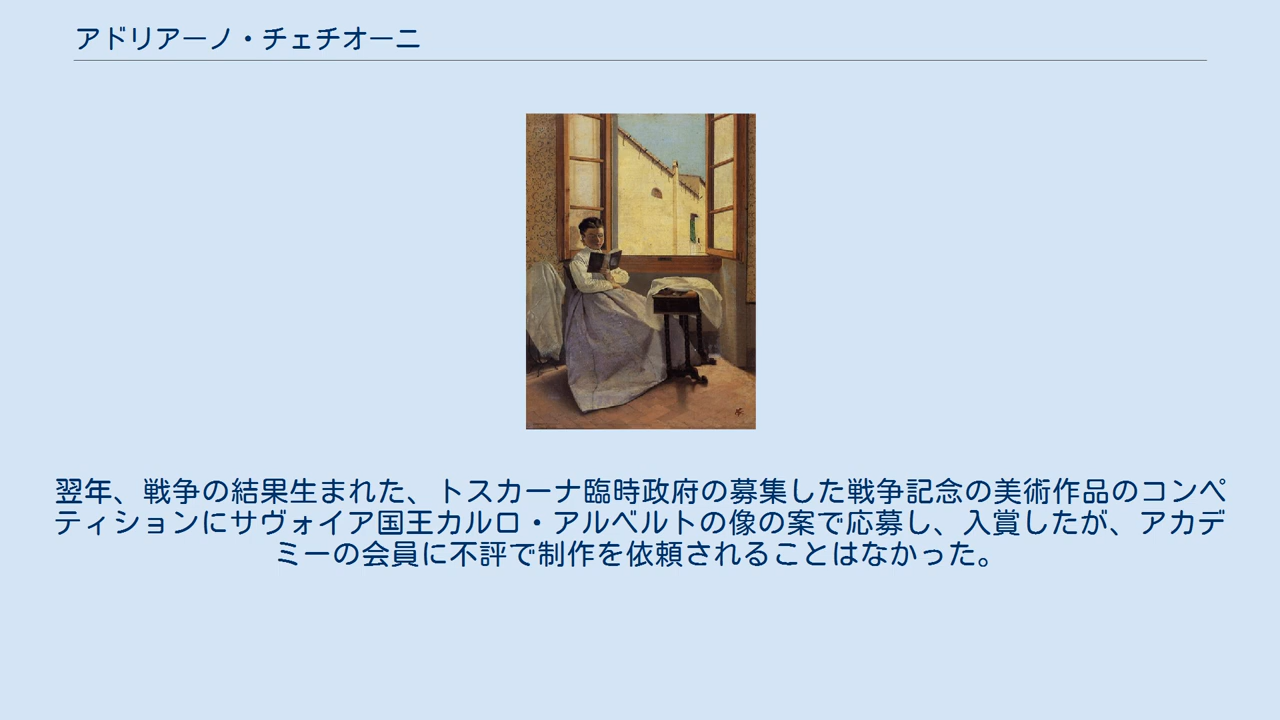 アドリアーノ・チェチオーニ
翌年、戦争の結果生まれた、トスカーナ臨時政府の募集した戦争記念の美術作品のコンペ
ティションにサヴォイア国王カルロ・アルベルトの像の案で応募し、入賞したが、アカデ
ミーの会員に不評で制作を依頼されることはなかった。